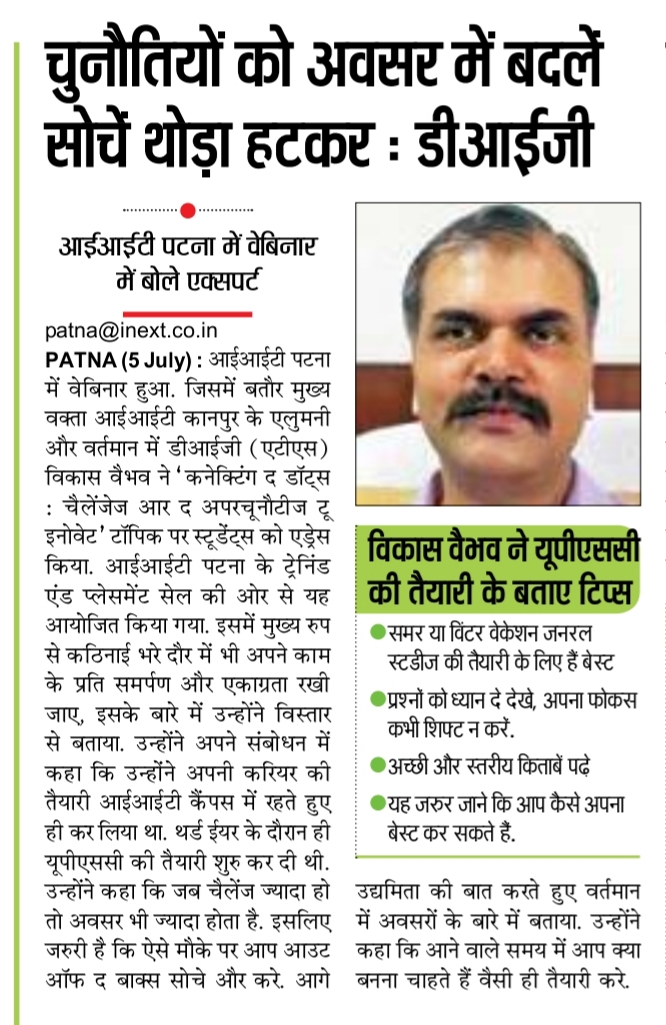 चुनौतियों को अवसर में बदलें
सोचें थोड़ा हटकर : डीआईजी
आईआईटी पटना में वेबिनार
में बोले एक्सपर्ट
patna@inext.co.in
PATNA (5 July) : आईआईटी पटना
में वेबिनार हुआ. जिसमें बतौर मुख्य
वक्ता आईआईटी कानपुर के एलुमनी
और वर्तमान में डीआईजी (एटीएस)
विकास वैभव ने 'कनेक्टिंग द डॉट्स
: चैलेंजेज आर द अपरचूनौटीज टू
इनोवेट' टॉपिक पर स्टूडेंट्स को एड्रेस
किया. आईआईटी पटना के ट्रेनिंड
एंड प्लेसमेंट सेल की ओर से यह
आयोजित किया गया. इसमें मुख्य रुप
से कठिनाई भरे दौर में भी अपने काम
के प्रति समर्पण और एकाग्रता रखी
जाए, इसके बारे में उन्होंने विस्तार
से बताया. उन्होंने अपने संबोधन में
कहा कि उन्होंने अपनी करियर की
तैयारी आईआईटी कैंपस में रहते हुए
ही कर लिया था. थर्ड ईयर के दौरान ही
यूपीएससी की तैयारी शुरु कर दी थी.
उन्होंने कहा कि जब चैलेंज ज्यादा हो
तो अवसर भी ज्यादा होता है. इसलिए
जरुरी है कि ऐसे मौके पर आप आउट
ऑफ द बाक्स सोचे और करे. आगे
विकास वैभव ने यूपीएससी
की तैयारी के बताए टिप्स
●समर या विंटर वेकेशन जनरल
स्टडीज की तैयारी के लिए हैं बेस्ट
●प्रश्नों को ध्यान दे देखे, अपना फोकस
कभी शिफ्ट न करें.
●अच्छी और स्तरीय किताबें पढ़े
●यह जरुर जाने कि आप कैसे अपना
बेस्ट कर सकते हैं.
उद्यमिता की बात करते हुए वर्तमान
में अवसरों के बारे में बताया. उन्होंने
कहा कि आने वाले समय में आप क्या
बनना चाहते हैं वैसी ही तैयारी करे.